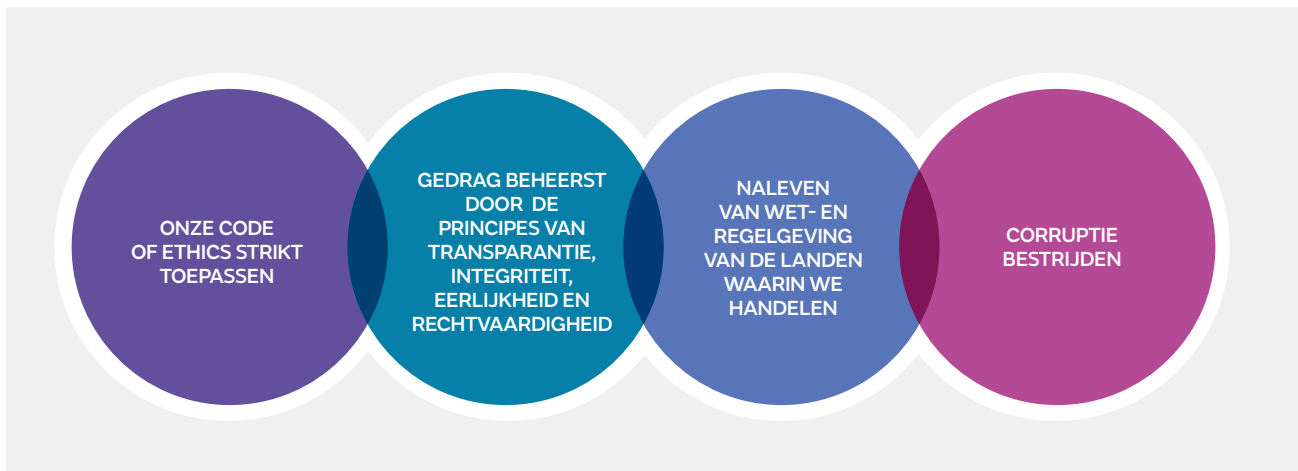 ONZE CODE
OF ETHICS STRIKT
TOEPASSEN
GEDRAG BEHEERST
DOOR DE
PRINCIPES VAN
TRANSPARANTIE,
INTEGRITEIT,
EERLIJKHEID EN
RECHTVAARDIGHEID
NALEVEN
VAN WET- EN
REGELGEVING
VAN DE LANDEN
WAARIN WE
HANDELEN
CORRUPTIE
BESTRIJDEN